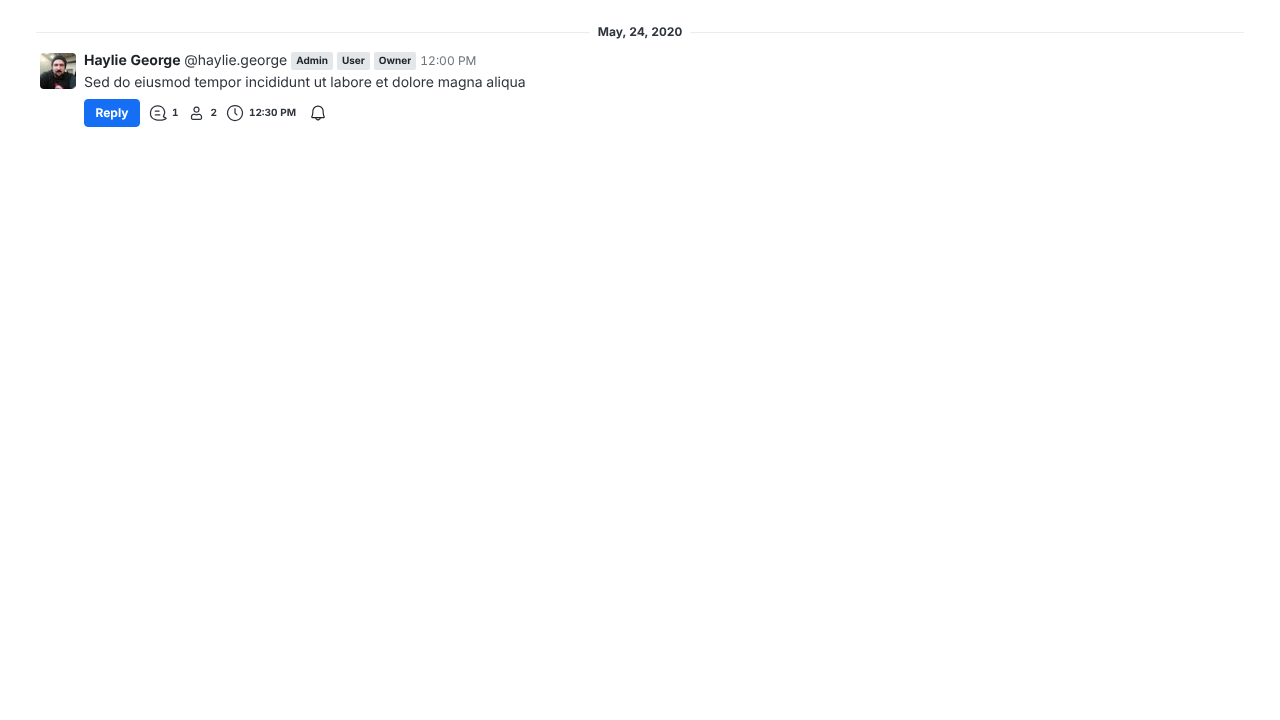 May, 24, 2020
Haylie George @haylie.george Admin User Owner 12:00 PM
Sed do eiusmod tempor incididunt ut labore et dolore magna aliqua
Reply 1 2 12:30 PM